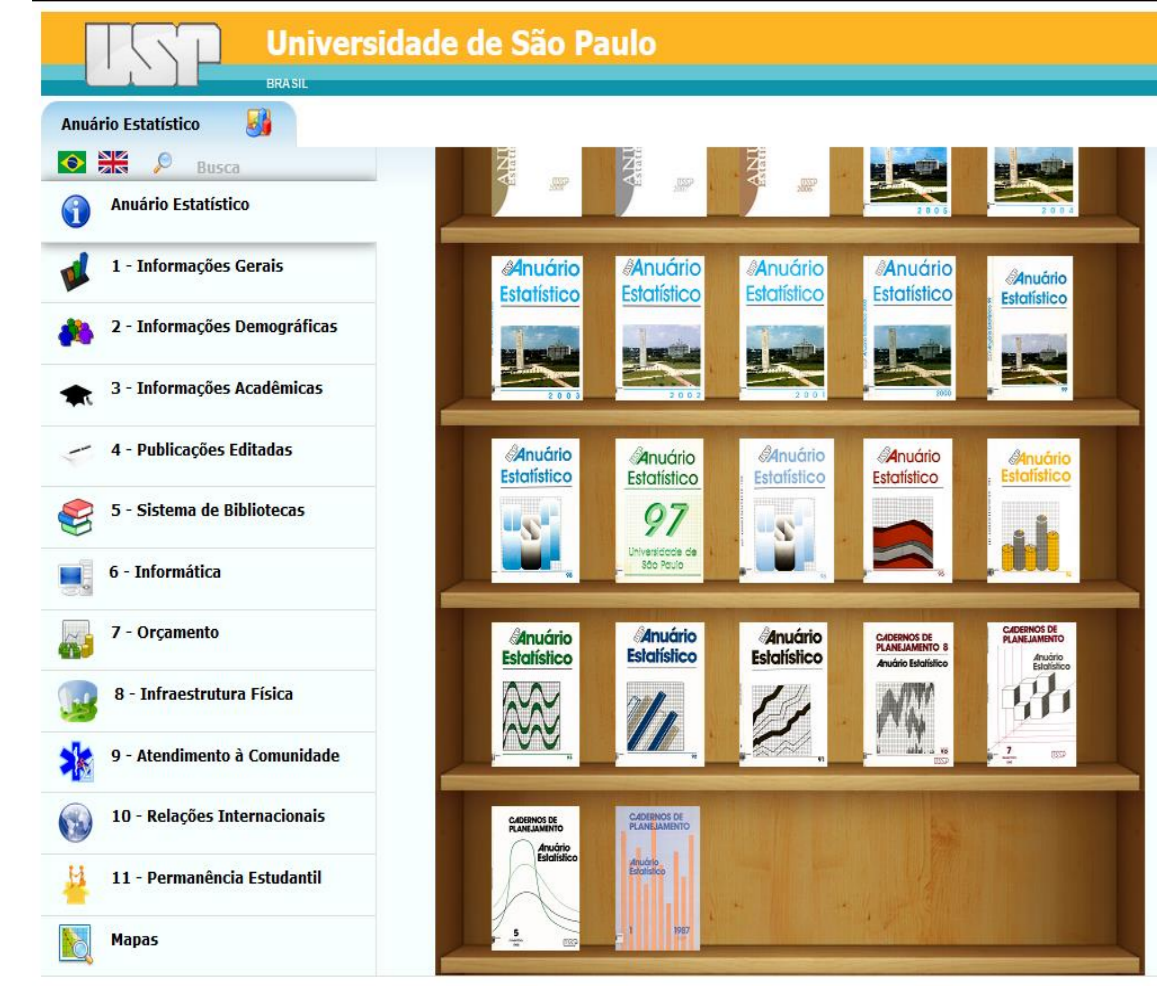 USP
Universidade de São Paulo
BRASIL
Anuário Estatístico
Busca
Anuário Estatístico
1 - Informações Gerais
2 - Informações Demográficas
3 - Informações Acadêmicas
4 - Publicações Editadas
5 - Sistema de Bibliotecas
6 - Informática
7 - Orçamento
8 - Infraestrutura Física
9 - Atendimento à Comunidade
10 - Relações Internacionais
11 - Permanência Estudantil
Mapas
2005
2004
Anuário
Estatístico
2003
Anuário
Estatístico
2002
Anuário
Estatístico
2001
Anuário
Estatístico
2000
Anuário
Estatístico
Anuário
Estatístico
Anuário
Estatístico
97
Universidade de
São Paulo
Anuário
Estatístico
Anuário
Estatístico
Anuário
Estatístico
Anuário
Estatístico
Anuário
Estatístico
Anuário
Estatístico
CADERNOS DE
PLANEJAMENTO 8
Anuário Estatístico
CADERNOS DE
PLANEJAMENTO
Anuário
Estatístico
7
CADERNOS DE
PLANEJAMENTO
Anuário
Estatístico
5
CADERNOS DE
PLANEJAMENTO
Anuário
Estatístico
1
1987